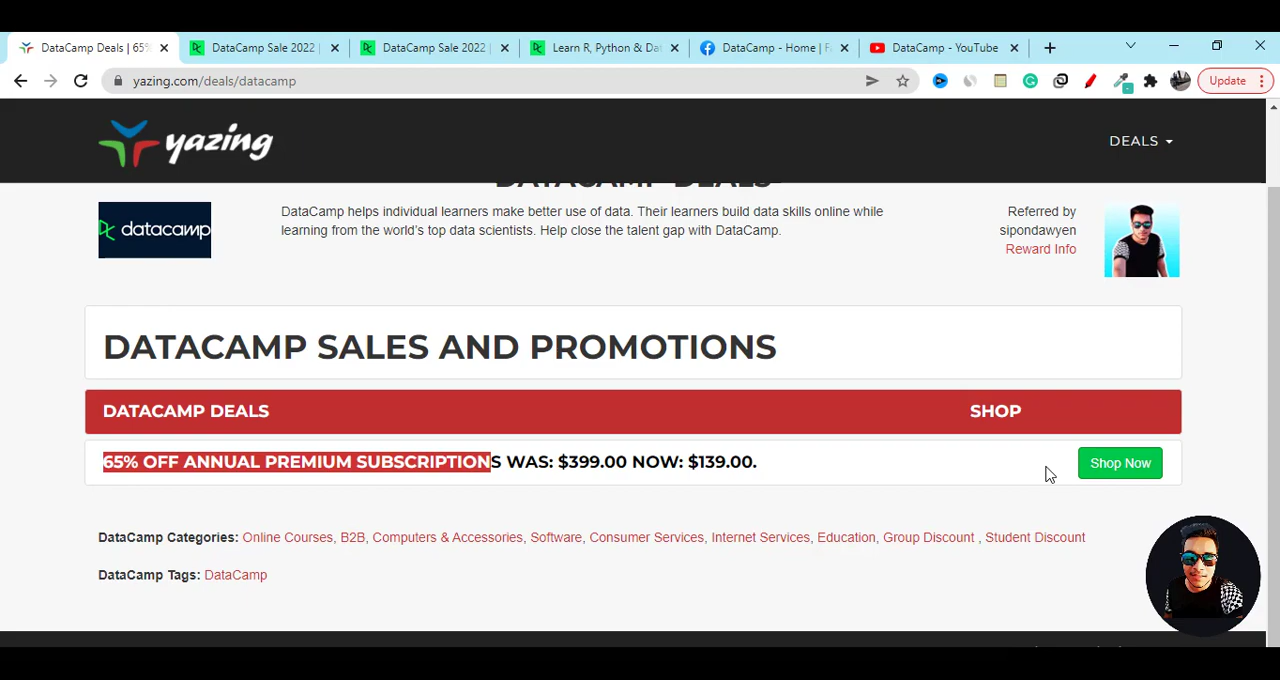 DataCamp Deals | 65%
DataCamp Sale 2022 |
DataCamp Sale 2022 |
Learn R, Python & Da
DataCamp - Home | F
DataCamp - YouTube
yazing.com/deals/datacamp
Update
yazing
DEALS
DATACAMP DEALS
datacamp
DataCamp helps individual learners make better use of data. Their learners build data skills online while
learning from the world's top data scientists. Help close the talent gap with DataCamp.
Referred by
sipondawyen
Reward Info
DATACAMP SALES AND PROMOTIONS
DATACAMP DEALS SHOP
65% OFF ANNUAL PREMIUM SUBSCRIPTIONS WAS: $399.00 NOW: $139.00.
Shop Now
DataCamp Categories: Online Courses, B2B, Computers & Accessories, Software, Consumer Services, Internet Services, Education, Group Discount , Student Discount
DataCamp Tags: DataCamp